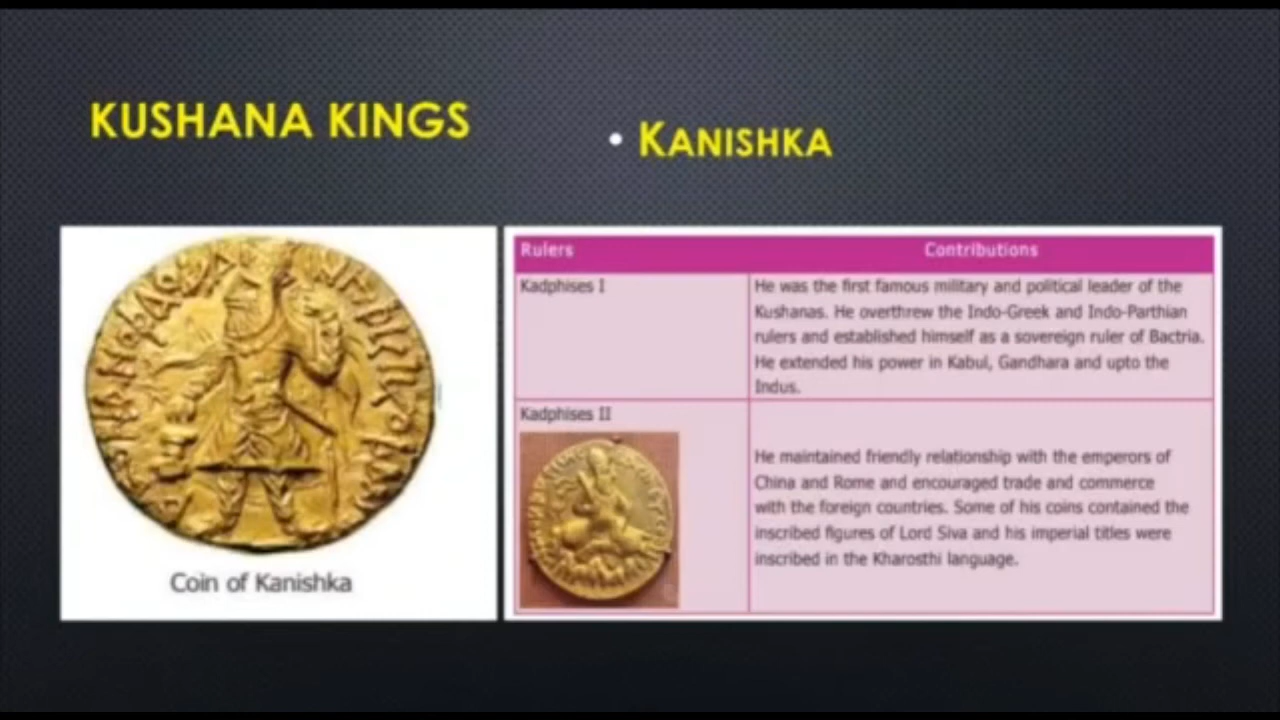 KUSHANA KINGS
• KANISHKA
Coin of Kanishka
Rulers Contributions
Kadphises I
He was the first famous military and political leader of the
Kushanas. He overthrew the Indo-Greek and Indo-Parthian
rulers and established himself as a sovereign ruler of Bactria.
He extended his power in Kabul, Gandhara and upto the
Indus.
Kadphises II
He maintained friendly relationship with the emperors of
China and Rome and encouraged trade and commerce
with the foreign countries. Some of his coins contained the
inscribed figures of Lord Siva and his imperial titles were
inscribed in the Kharosthi language.